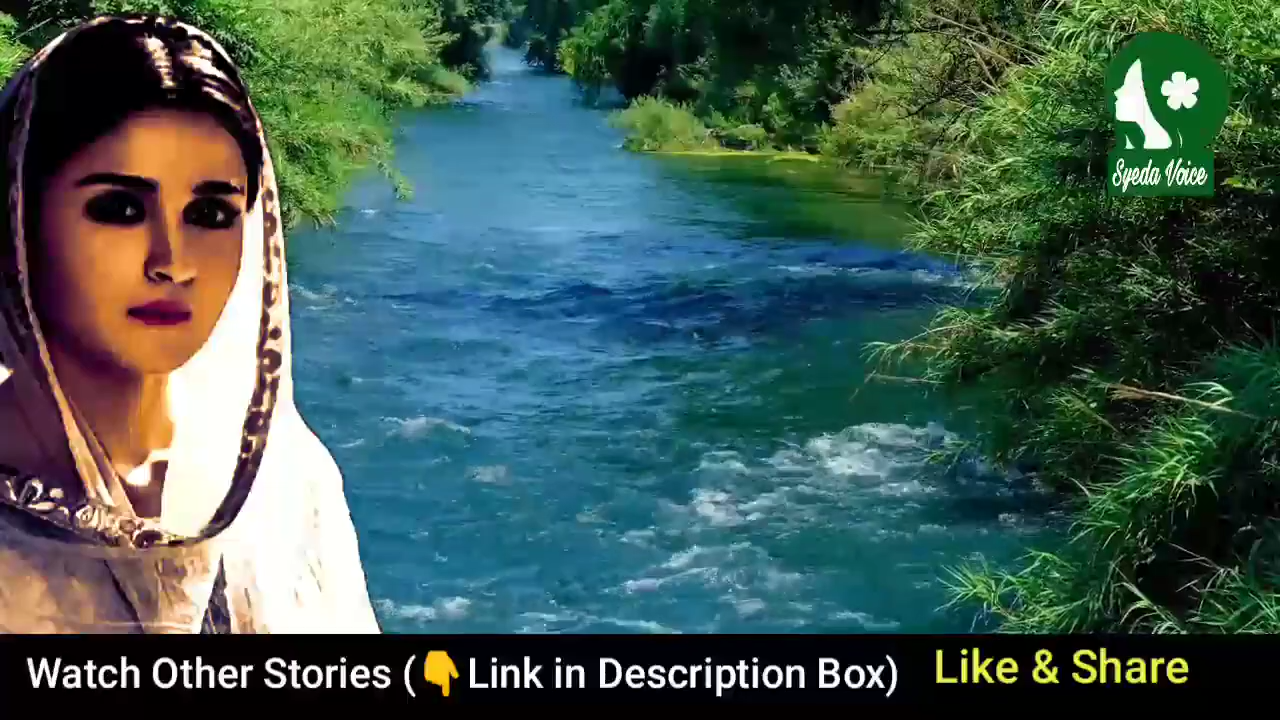 Syeda Voice
Watch Other Stories (👇Link in Description Box)
Like & Share